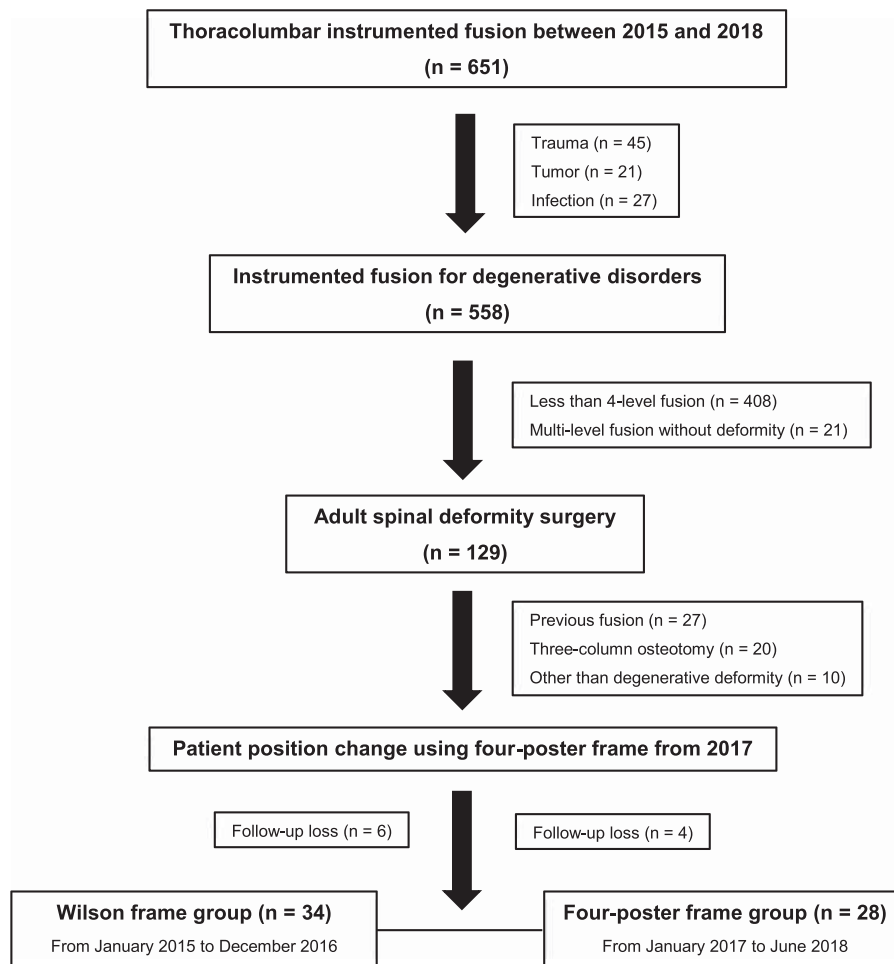 Thoracolumbar instrumented fusion between 2015 and 2018
(n = 651)
Trauma (n = 45)
Tumor (n = 21)
Infection (n = 27)
Instrumented fusion for degenerative disorders
(n = 558)
Less than 4-level fusion (n = 408)
Multi-level fusion without deformity (n = 21)
Adult spinal deformity surgery
(n = 129)
Previous fusion (n = 27)
Three-column osteotomy (n = 20)
Other than degenerative deformity (n = 10)
Patient position change using four-poster frame from 2017
Follow-up loss (n = 6)
Follow-up loss (n = 4)
Wilson frame group (n = 34)
From January 2015 to December 2016
Four-poster frame group (n = 28)
From January 2017 to June 2018